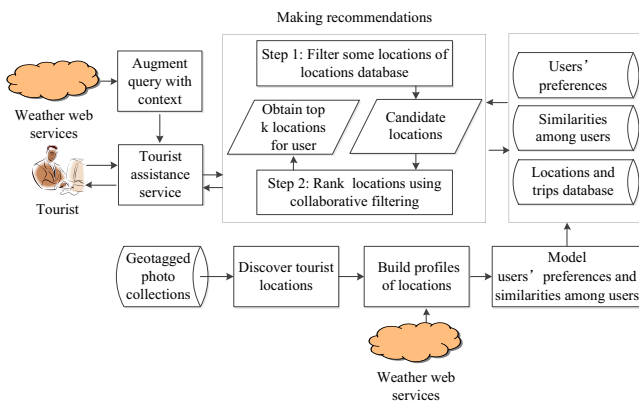 Making recommendations
Weather web
services
Augment
query with
context
Tourist
Tourist
assistance
service
Step 1: Filter some locations of
locations database
Obtain top
k locations
for user
Candidate
locations
Step 2: Rank locations using
collaborative filtering
Users’
preferences
Similarities
among users
Locations and
trips database
Geotagged
photo
collections
Discover tourist
locations
Build profiles
of locations
Model
users’ preferences and
similarities among users
Weather web
services